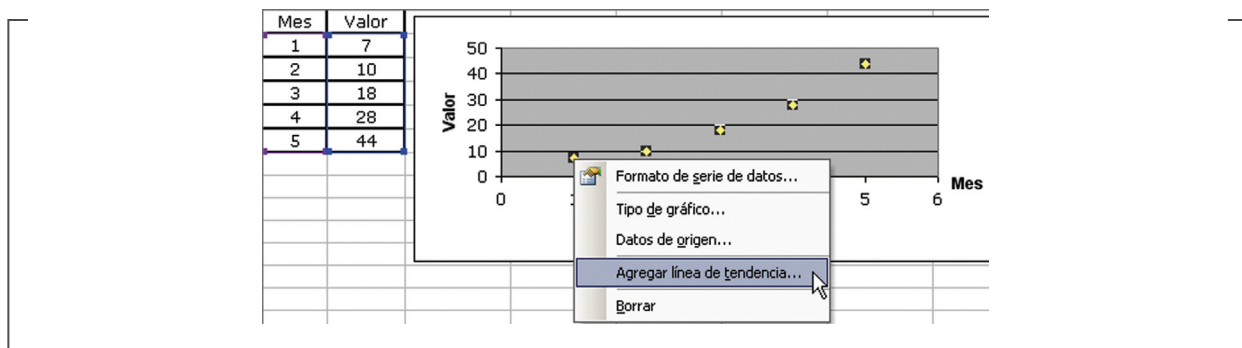 Mes Valor
1 7
2 10
3 18
4 28
5 44
50
40
30
20
10
0
Valor
0 5 6
Mes
Formato de serie de datos...
Tipo de gráfico...
Datos de origen...
Agregar línea de tendencia...
Borrar